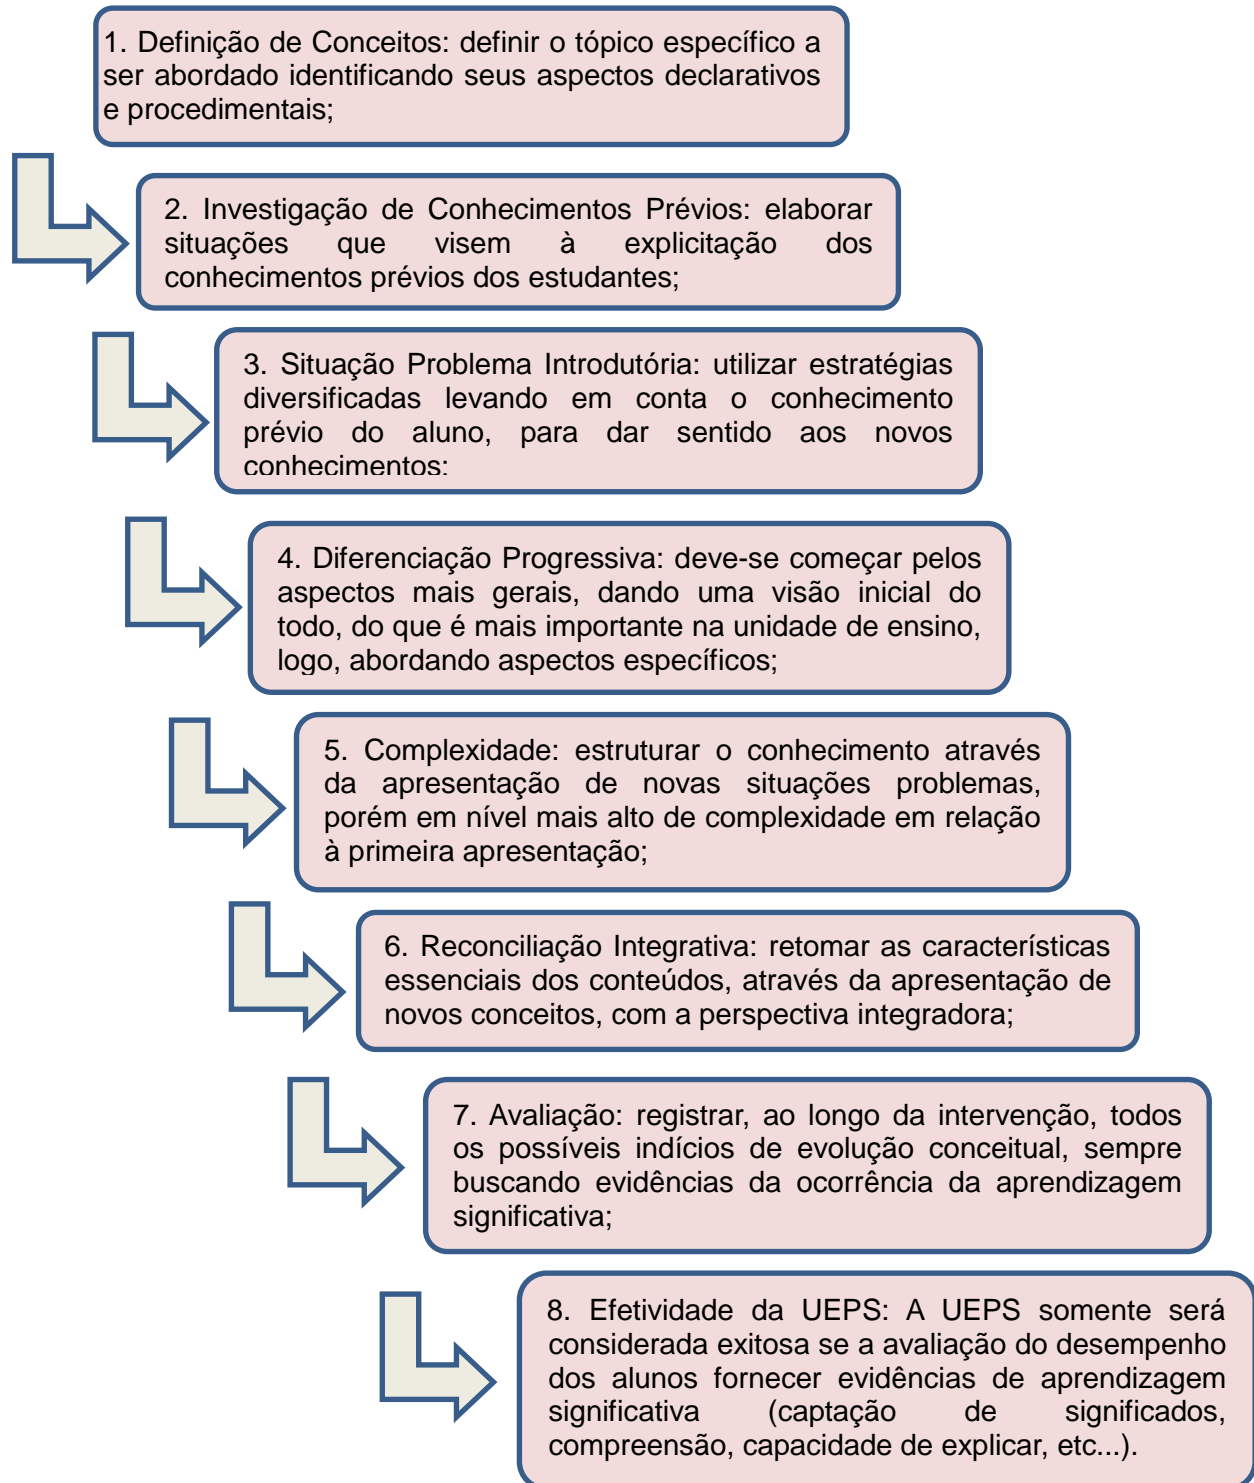 1. Definição de Conceitos: definir o tópico específico a
ser abordado identificando seus aspectos declarativos
e procedimentais;
2. Investigação de Conhecimentos Prévios: elaborar
situações que visem à explicitação dos
conhecimentos prévios dos estudantes;
3. Situação Problema Introdutória: utilizar estratégias
diversificadas levando em conta o conhecimento
prévio do aluno, para dar sentido aos novos
conhecimentos:
4. Diferenciação Progressiva: deve-se começar pelos
aspectos mais gerais, dando uma visão inicial do
todo, do que é mais importante na unidade de ensino,
logo, abordando aspectos específicos;
5. Complexidade: estruturar o conhecimento através
da apresentação de novas situações problemas,
porém em nível mais alto de complexidade em relação
à primeira apresentação;
6. Reconciliação Integrativa: retomar as características
essenciais dos conteúdos, através da apresentação de
novos conceitos, com a perspectiva integradora;
7. Avaliação: registrar, ao longo da intervenção, todos
os possíveis indícios de evolução conceitual, sempre
buscando evidências da ocorrência da aprendizagem
significativa;
8. Efetividade da UEPS: A UEPS somente será
considerada exitosa se a avaliação do desempenho
dos alunos fornecer evidências de aprendizagem
significativa (captação de significados,
compreensão, capacidade de explicar, etc...).